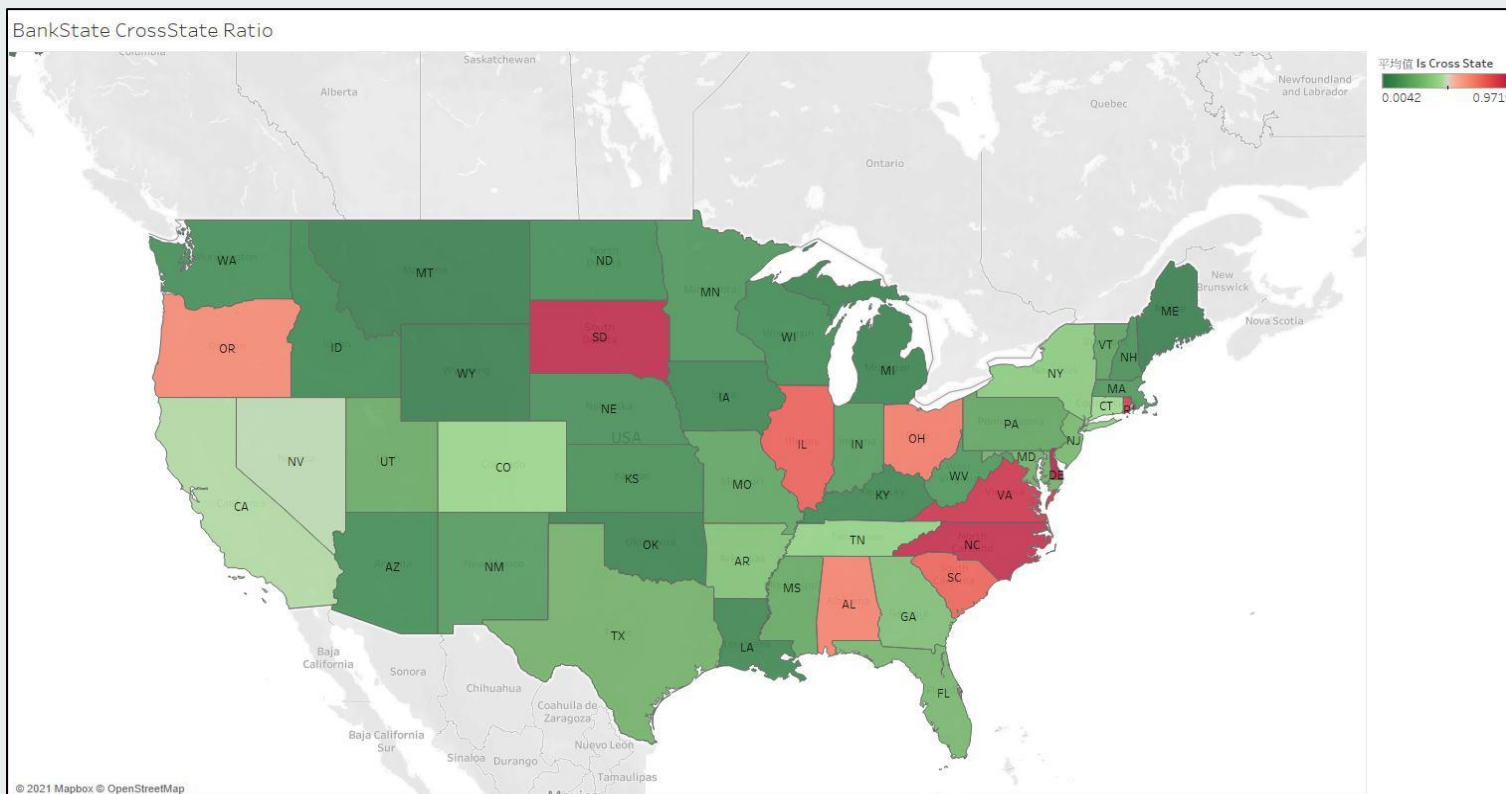 BankState CrossState Ratio
平均值 Is Cross State
0.0042 0.9719
Columbia
Saskatchewan
Alberta
Newfoundland
and Labrador
Quebec
Ontario
WA
MT
ND
MN
New
Brunswick
ME
Nova Scotia
OR
ID
SD
WI
VT
NH
WY
MI
NY
MA
IA
CT
RI
NE
USA
PA
NJ
NV
UT
CO
IL
IN
OH
MD
DE
WV
VA
CA
KS
MO
KY
AZ
NM
OK
AR
TN
NC
SC
MS
AL
GA
TX
LA
FL
Baja
California
Sonora
Chihuahua
Coahuila de
Zaragoza
Baja California
Sur
Nuevo León
Sinaloa
Durango
Tamaulipas
© 2021 Mapbox © OpenStreetMap